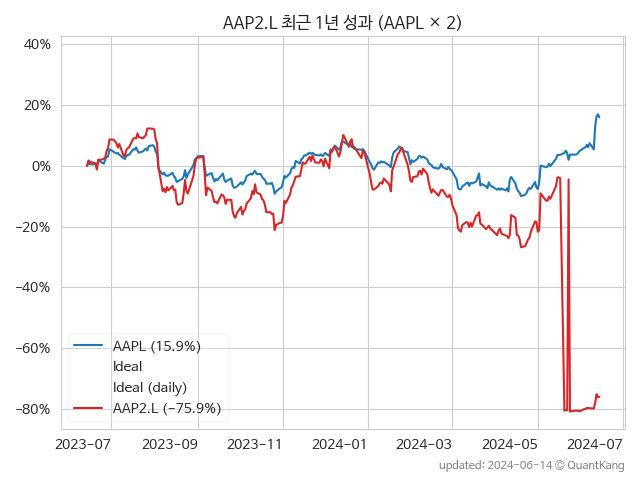 AAP2.L 최근 1년 성과 (AAPL × 2)
40%
20%
0%
−20%
−40%
−60%
−80%
AAPL (15.9%)
Ideal
Ideal (daily)
AAP2.L (−75.9%)
2023−07
2023−09
2023−11
2024−01
2024−03
2024−05
2024−07
updated: 2024-06-14 © QuantKang